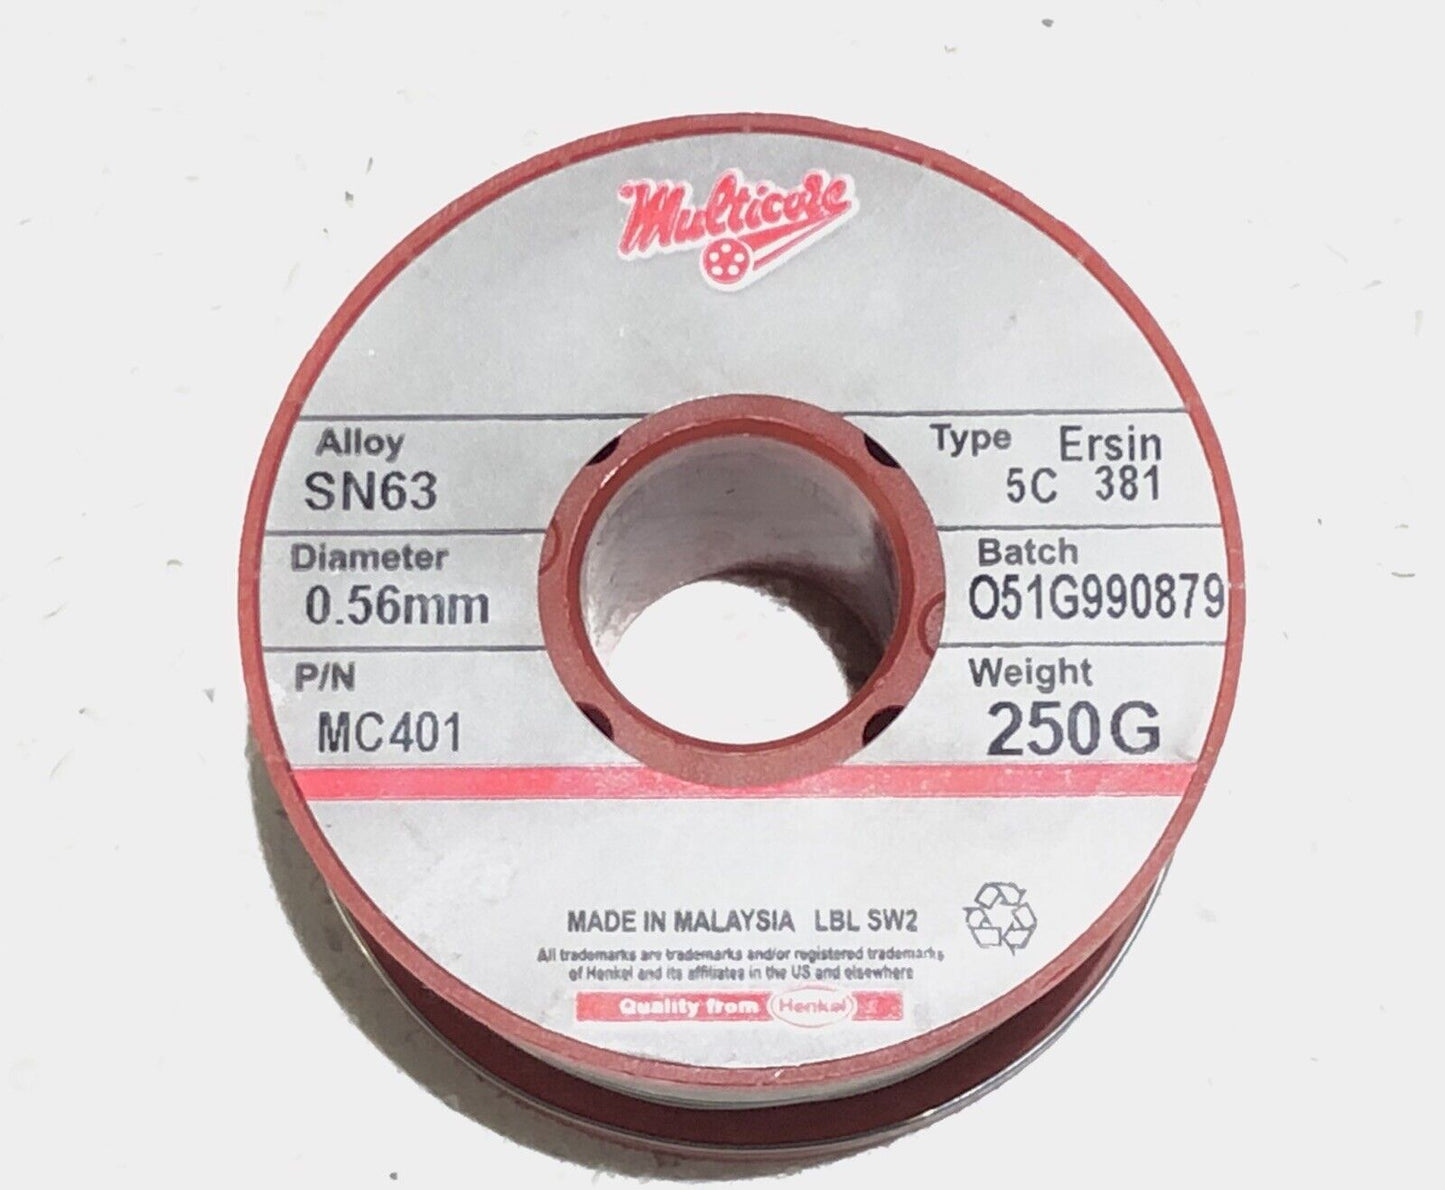 Multicore
Alloy
SN63
Type Ersin
5C 381
Diameter
0.56mm
Batch
O51G990879
P/N
MC401
Weight
250G
MADE IN MALAYSIA LBL SW2
All trademarks are trademarks and/or registered trademarks
of Henkel and its affiliates in the US and elsewhere
Quality from Henkel